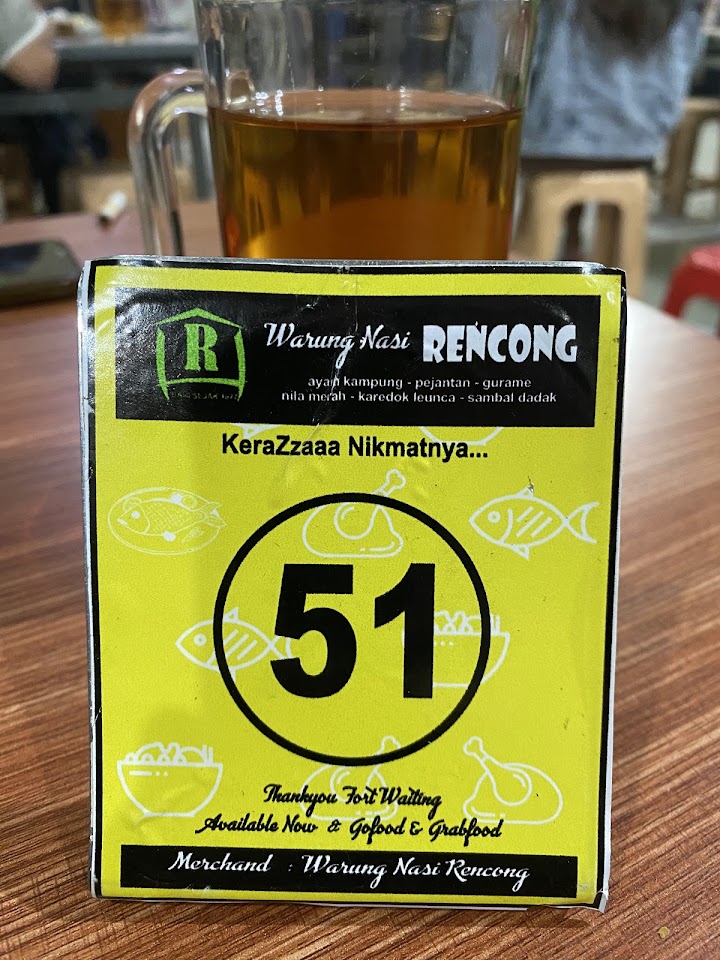 R
Warung Nasi RENCONG
ayam kampung - pejantan - gurame
nila merah - karedok leunca - sambal dadak
KeraZzaaa Nikmatnya...
51
Thankyou Fort Waiting
Available Now & Gofood & Grabfood
Merchand : Warung Nasi Rencong